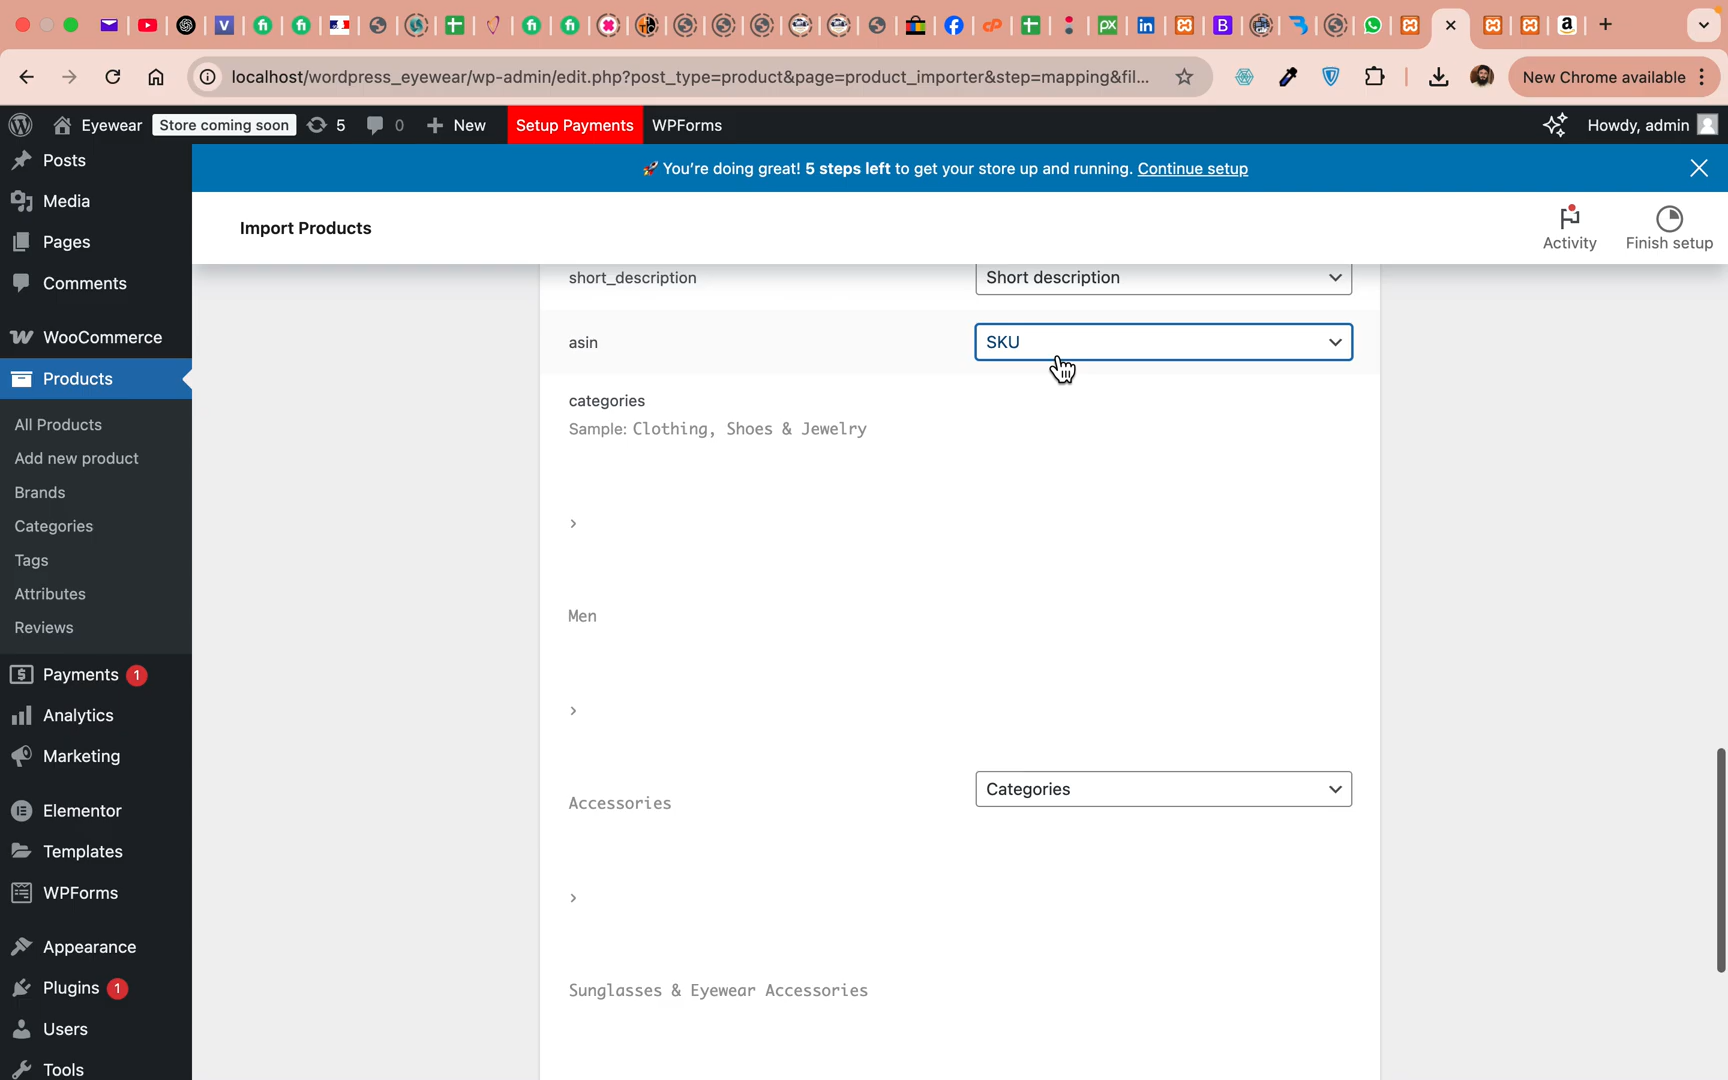 localhost/wordpress_eyewear/wp-admin/edit.php?post_type=product&page=product_importer&step=mapping&fil...
New Chrome available
Eyewear
Store coming soon
5
0
New
Setup Payments
WPForms
Howdy, admin
🚀 You're doing great! 5 steps left to get your store up and running. Continue setup
Import Products
Activity
Finish setup
Posts
Media
Pages
Comments
WooCommerce
Products
All Products
Add new product
Brands
Categories
Tags
Attributes
Reviews
Payments 1
Analytics
Marketing
Elementor
Templates
WPForms
Appearance
Plugins 1
Users
Tools
short_description
Short description
asin
SKU
categories
Sample: Clothing, Shoes & Jewelry
›
Men
›
Accessories
Categories
›
Sunglasses & Eyewear Accessories